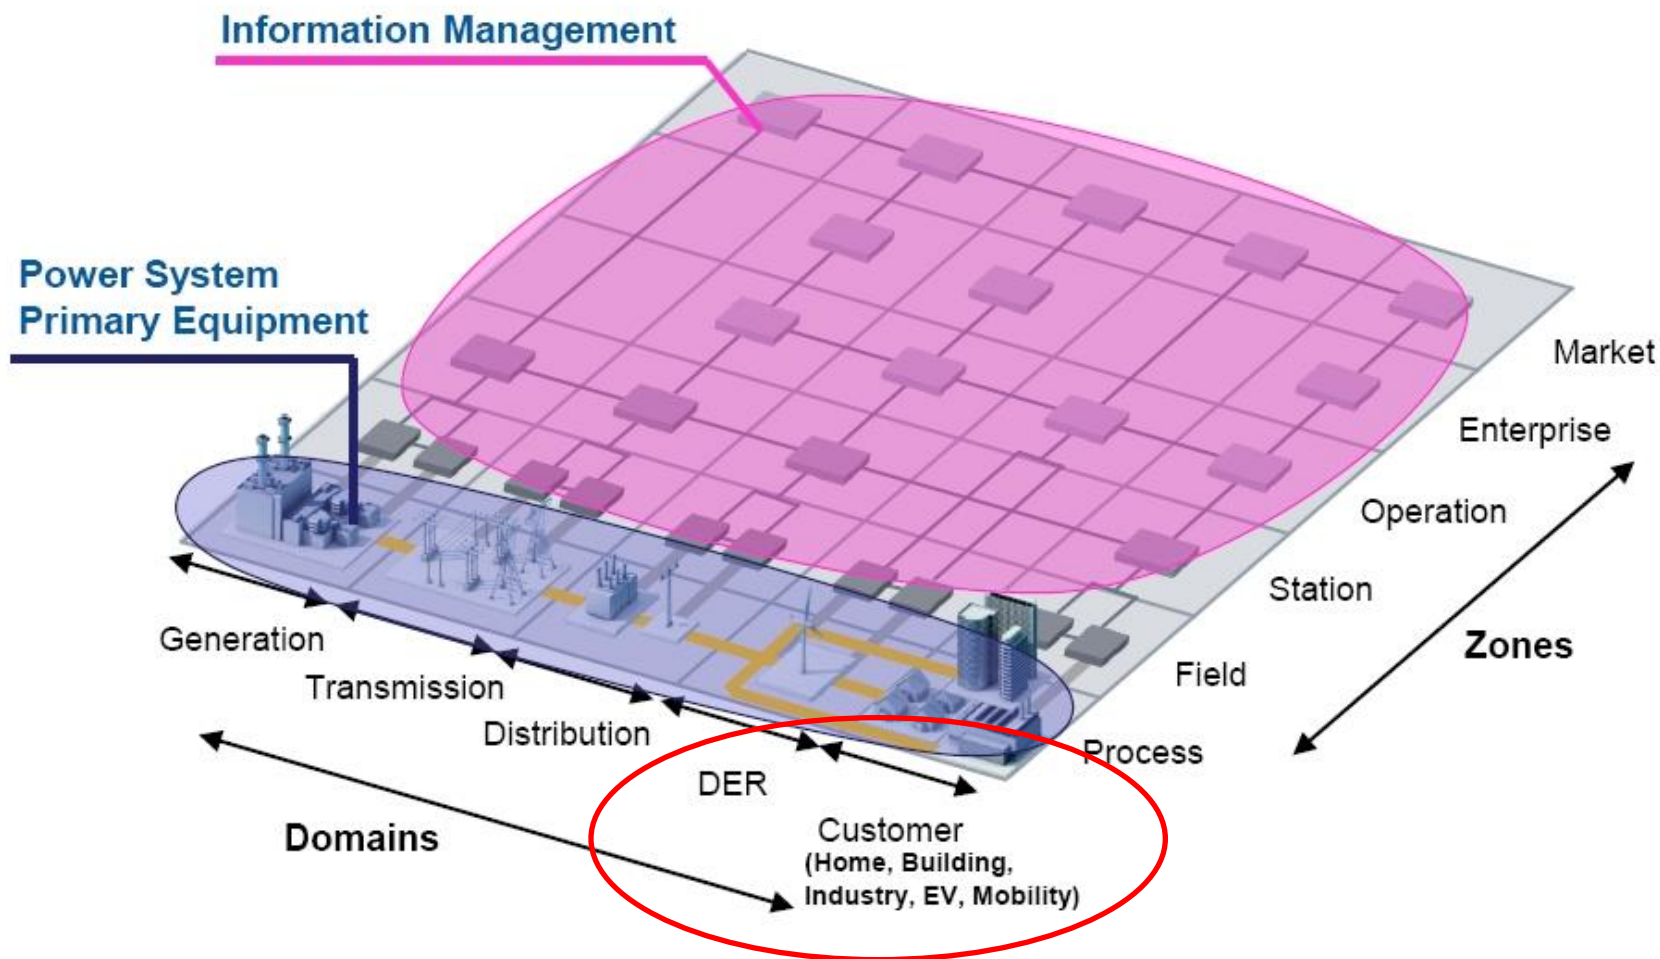 Information Management
Power System
Primary Equipment
Market
Enterprise
Operation
Station
Zones
Field
Process
Generation
Transmission
Distribution
DER
Domains
Customer
(Home, Building,
Industry, EV, Mobility)